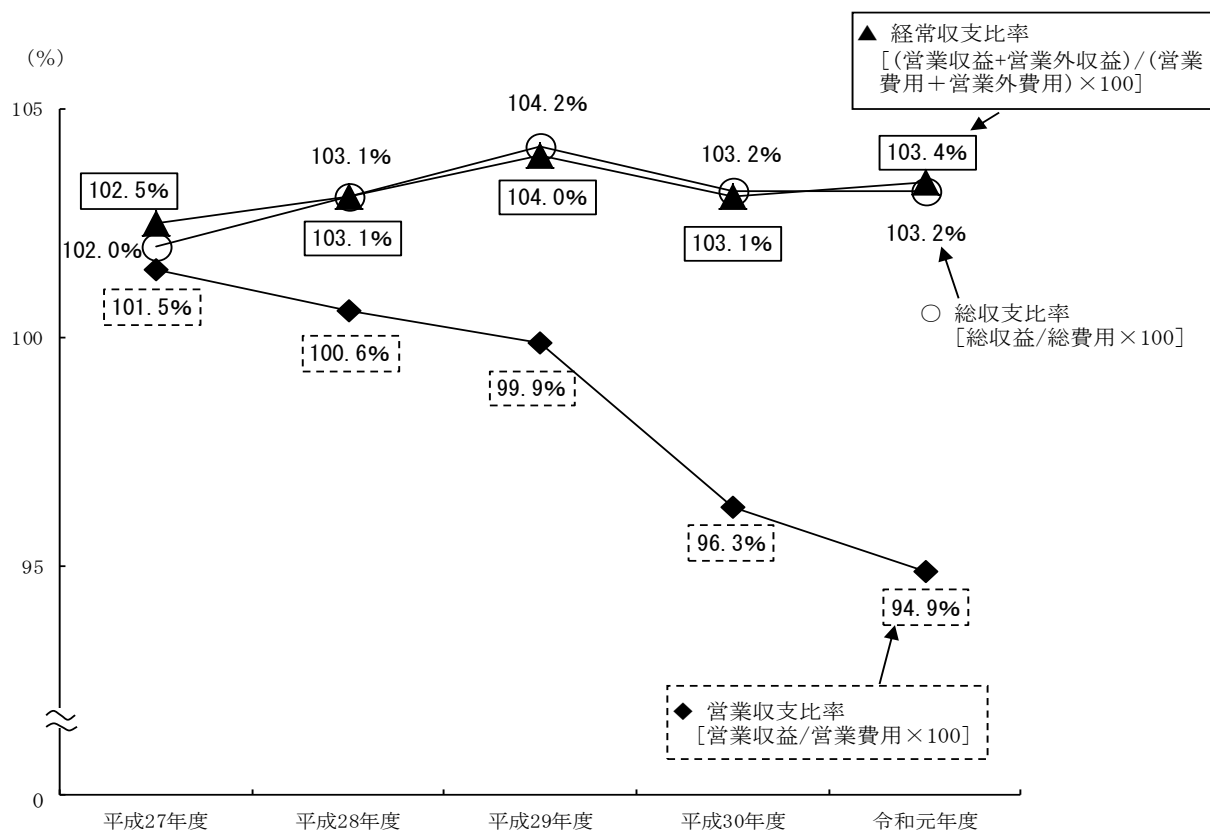 ▲ 経常収支比率
[(営業収益+営業外収益)/(営業
費用＋営業外費用)×100]
(%)
105
104.2%
103.1%
103.2%
103.4%
102.5%
104.0%
102.0%
103.1%
103.1%
103.2%
101.5%
○ 総収支比率
[総収益/総費用×100]
100
100.6%
99.9%
96.3%
95
94.9%
◆ 営業収支比率
[営業収益/営業費用×100]
0
平成27年度 平成28年度 平成29年度 平成30年度 令和元年度